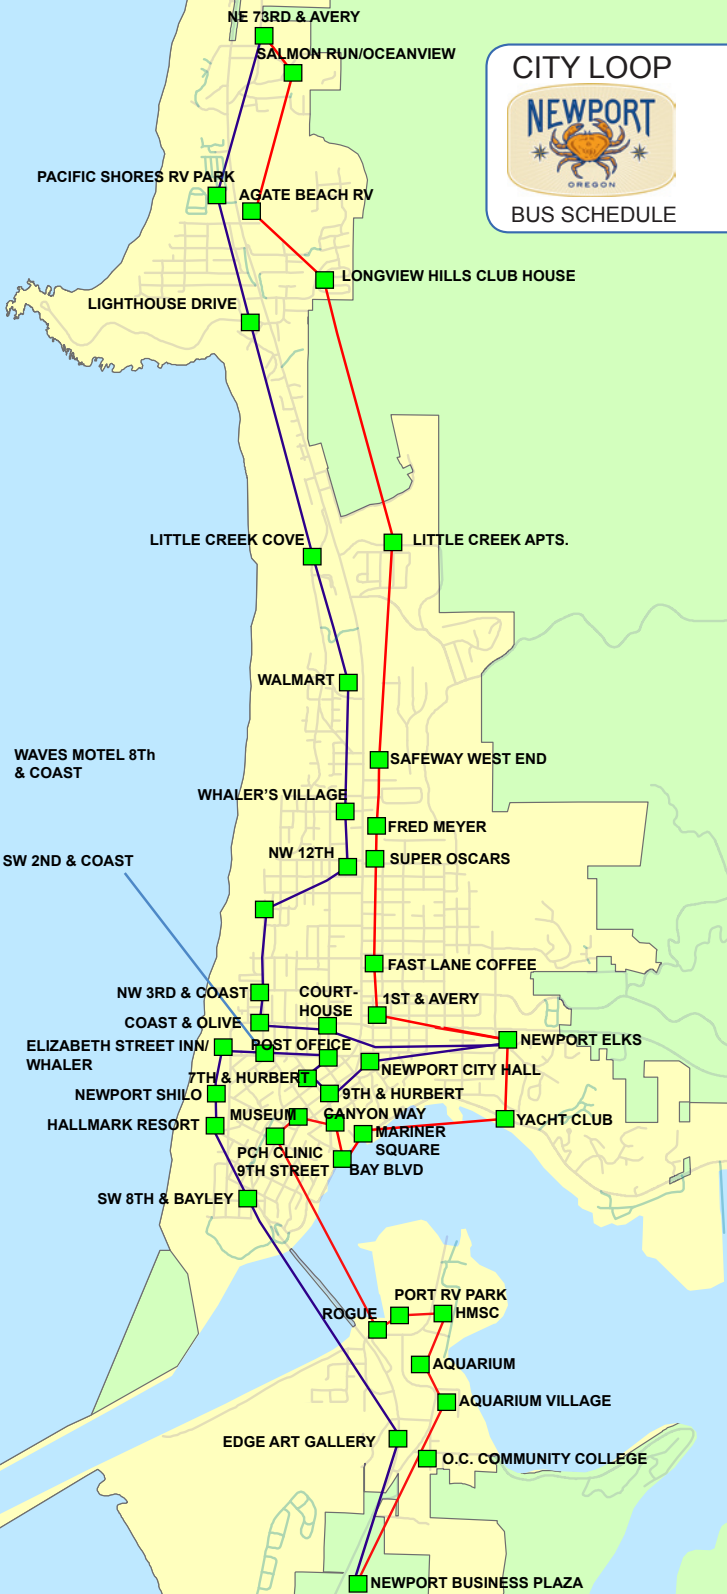 NE 73RD & AVERY
SALMON RUN/OCEANVIEW
CITY LOOP
NEWPORT
OREGON
BUS SCHEDULE
PACIFIC SHORES RV PARK
AGATE BEACH RV
LONGVIEW HILLS CLUB HOUSE
LIGHTHOUSE DRIVE
LITTLE CREEK COVE
LITTLE CREEK APTS.
WALMART
WAVES MOTEL 8Th
& COAST
SAFEWAY WEST END
WHALER'S VILLAGE
FRED MEYER
NW 12TH
SUPER OSCARS
SW 2ND & COAST
FAST LANE COFFEE
NW 3RD & COAST
COURT-
HOUSE
1ST & AVERY
COAST & OLIVE
NEWPORT ELKS
ELIZABETH STREET INN/
WHALER
POST OFFICE
NEWPORT CITY HALL
7TH & HURBERT
NEWPORT SHILO
9TH & HURBERT
MUSEUM
CANYON WAY
HALLMARK RESORT
YACHT CLUB
MARINER
SQUARE
PCH CLINIC
9TH STREET
BAY BLVD
SW 8TH & BAYLEY
PORT RV PARK
ROGUE
HMSC
AQUARIUM
AQUARIUM VILLAGE
EDGE ART GALLERY
O.C. COMMUNITY COLLEGE
NEWPORT BUSINESS PLAZA